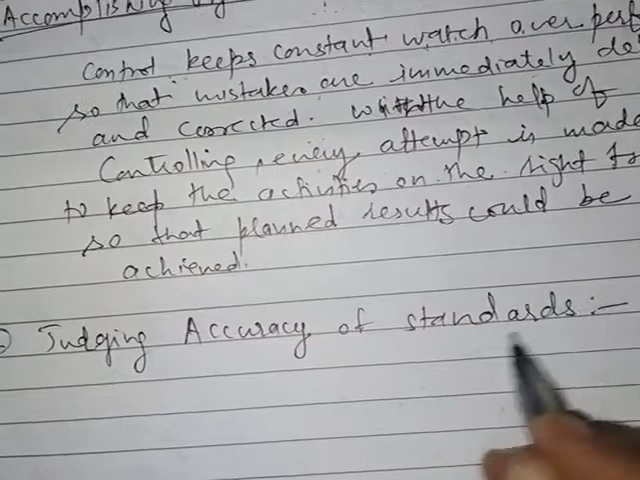 Accomplishing
Control keeps constant watch over perf
so that mistakes are immediately de
and corrected. with the help of
Controlling, every attempt is made
to keep the activities on the right tr
so that planned results could be
achieved.
Judging Accuracy of standards :-